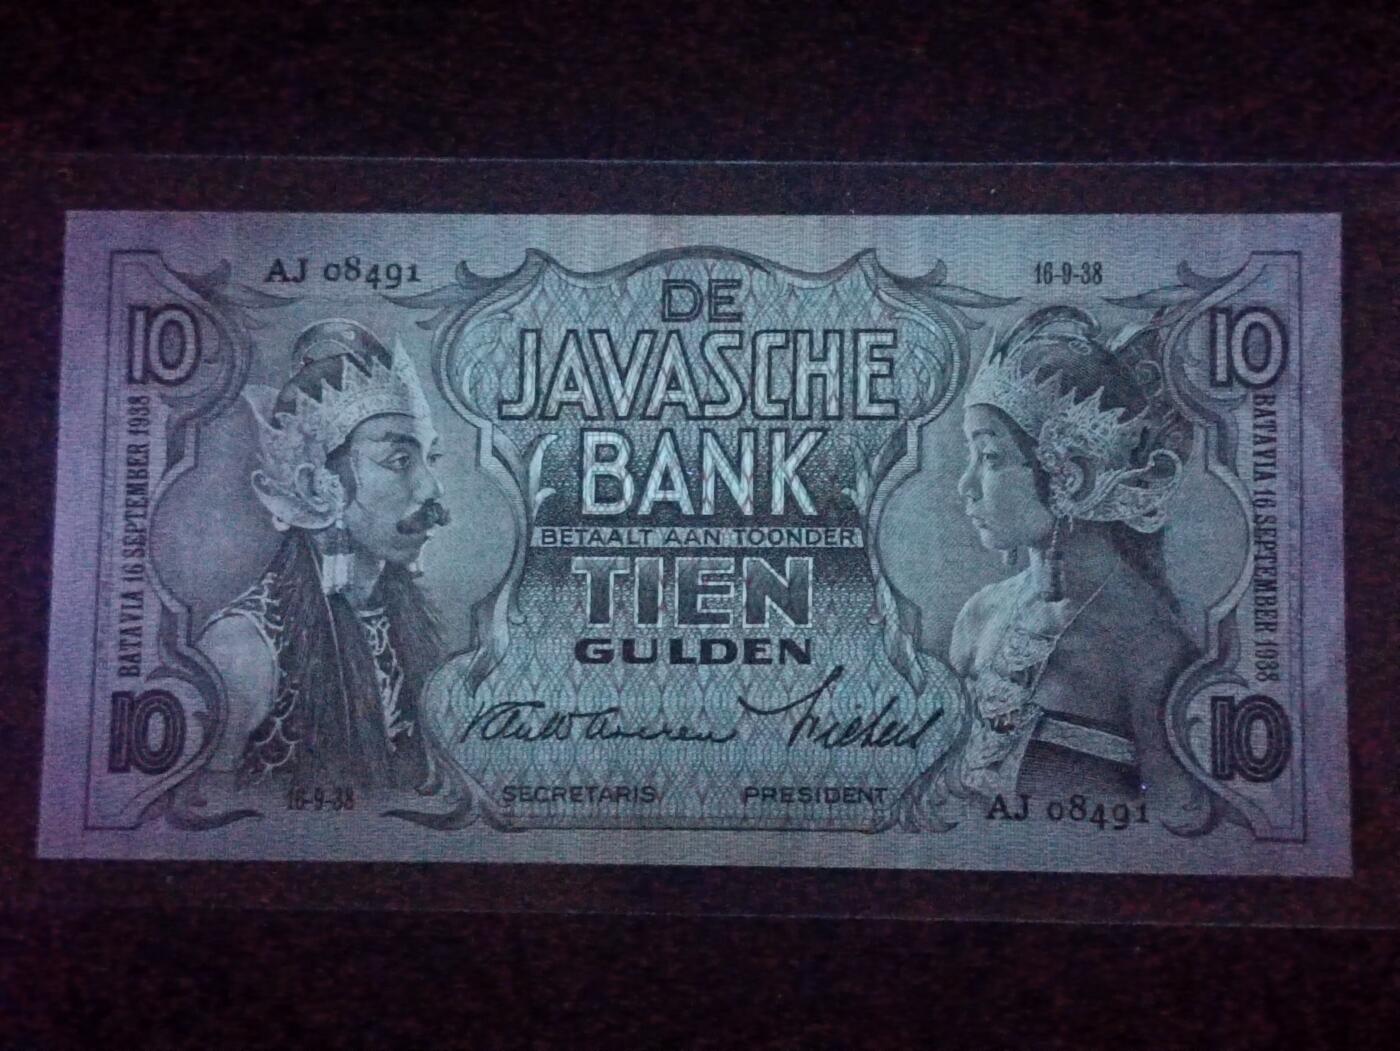 AJ 08491
16-9-38
10
10
DE
JAVASCHE
BANK
BETAALT AAN TOONDER
TIEN
GULDEN
BATAVIA 16 SEPTEMBER 1938
BATAVIA 16 SEPTEMBER 1938
10
10
SECRETARIS
PRESIDENT
16-9-38
AJ 08491